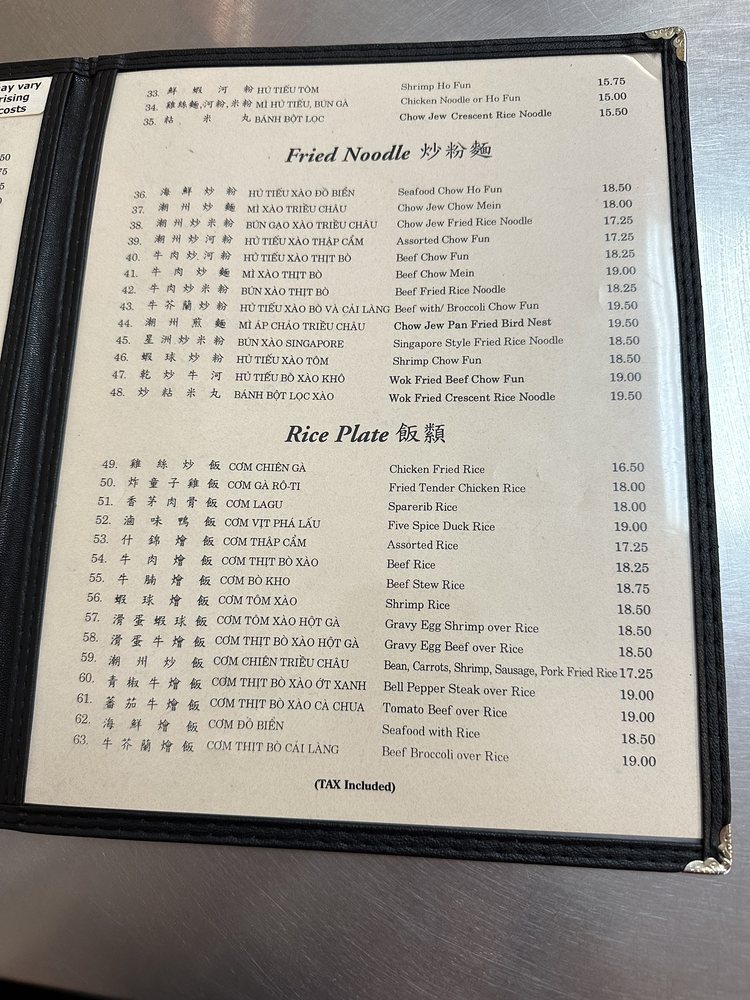 ay vary
rising
costs
50
75
5
0
33. 鮮 蝦 河 粉 HỦ TIẾU TÔM Shrimp Ho Fun 15.75
34. 雞絲麵,河粉,米粉 MÌ HỦ TIẾU, BÚN GÀ Chicken Noodle or Ho Fun 15.00
35. 粘 米 丸 BÁNH BỘT LỌC Chow Jew Crescent Rice Noodle 15.50
Fried Noodle 炒粉麵
36. 海 鮮 炒 粉 HỦ TIẾU XÀO ĐỒ BIỂN Seafood Chow Ho Fun 18.50
37. 潮 州 炒 麵 MÌ XÀO TRIỀU CHÂU Chow Jew Chow Mein 18.00
38. 潮州炒米粉 BÚN GẠO XÀO TRIỀU CHÂU Chow Jew Fried Rice Noodle 17.25
39. 潮州炒河粉 HỦ TIẾU XÀO THẬP CẨM Assorted Chow Fun 17.25
40. 牛肉炒河粉 HỦ TIẾU XÀO THỊT BÒ Beef Chow Fun 18.25
41. 牛 肉 炒 麵 MÌ XÀO THỊT BÒ Beef Chow Mein 19.00
42. 牛肉炒米粉 BÚN XÀO THỊT BÒ Beef Fried Rice Noodle 18.25
43. 牛芥蘭炒粉 HỦ TIẾU XÀO BÒ VÀ CẢI LÀNG Beef with/ Broccoli Chow Fun 19.50
44. 潮 州 煎 麵 MÌ ÁP CHẢO TRIỀU CHÂU Chow Jew Pan Fried Bird Nest 19.50
45. 星洲炒米粉 BÚN XÀO SINGAPORE Singapore Style Fried Rice Noodle 18.50
46. 蝦 球 炒 粉 HỦ TIẾU XÀO TÔM Shrimp Chow Fun 18.50
47. 乾 炒 牛 河 HỦ TIẾU BÒ XÀO KHÔ Wok Fried Beef Chow Fun 19.00
48. 炒 粘 米 丸 BÁNH BỘT LỌC XÀO Wok Fried Crescent Rice Noodle 19.50
Rice Plate 飯類
49. 雞 絲 炒 飯 CƠM CHIÊN GÀ Chicken Fried Rice 16.50
50. 炸 童 子 雞 飯 CƠM GÀ RÔ-TI Fried Tender Chicken Rice 18.00
51. 香 茅 肉 骨 飯 CƠM LAGU Sparerib Rice 18.00
52. 滷 味 鴨 飯 CƠM VỊT PHÁ LẤU Five Spice Duck Rice 19.00
53. 什 錦 燴 飯 CƠM THẬP CẨM Assorted Rice 17.25
54. 牛 肉 燴 飯 CƠM THỊT BÒ XÀO Beef Rice 18.25
55. 牛 腩 燴 飯 CƠM BÒ KHO Beef Stew Rice 18.75
56. 蝦 球 燴 飯 CƠM TÔM XÀO Shrimp Rice 18.50
57. 滑 蛋 蝦 球 飯 CƠM TÔM XÀO HỘT GÀ Gravy Egg Shrimp over Rice 18.50
58. 滑 蛋 牛 燴 飯 CƠM THỊT BÒ XÀO HỘT GÀ Gravy Egg Beef over Rice 18.50
59. 潮 州 炒 飯 CƠM CHIÊN TRIỀU CHÂU Bean, Carrots, Shrimp, Sausage, Pork Fried Rice 17.25
60. 青 椒 牛 燴 飯 CƠM THỊT BÒ XÀO ỚT XANH Bell Pepper Steak over Rice 19.00
61. 蕃 茄 牛 燴 飯 CƠM THỊT BÒ XÀO CÀ CHUA Tomato Beef over Rice 19.00
62. 海 鮮 燴 飯 CƠM ĐỒ BIỂN Seafood with Rice 18.50
63. 牛 芥 蘭 燴 飯 CƠM THỊT BÒ CẢI LÀNG Beef Broccoli over Rice 19.00
(TAX Included)